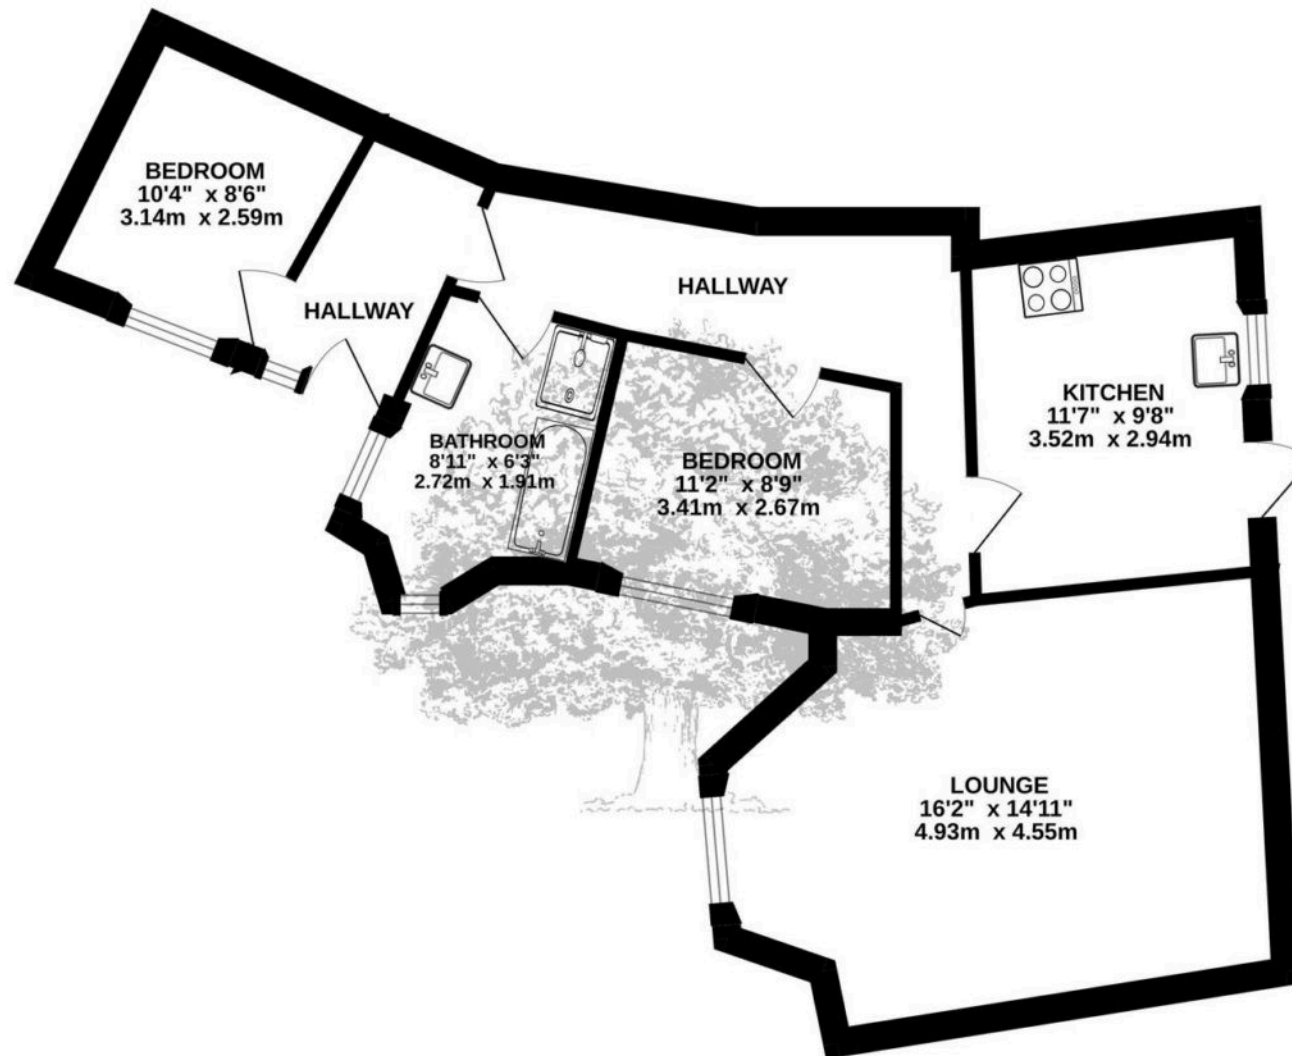 BEDROOM
10'4" x 8'6"
3.14m x 2.59m
HALLWAY
HALLWAY
BATHROOM
8'11" x 6'3"
2.72m x 1.91m
BEDROOM
11'2" x 8'9"
3.41m x 2.67m
KITCHEN
11'7" x 9'8"
3.52m x 2.94m
LOUNGE
16'2" x 14'11"
4.93m x 4.55m